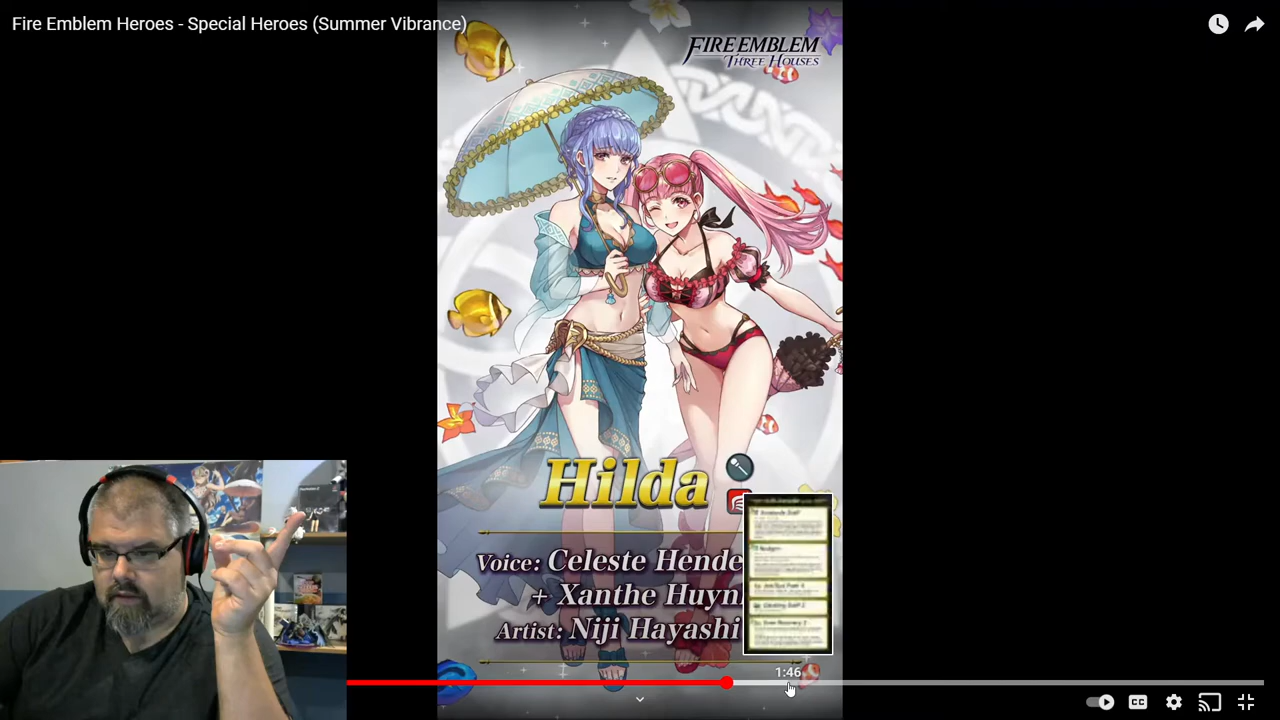 Fire Emblem Heroes - Special Heroes (Summer Vibrance)
FIRE EMBLEM
THREE HOUSES
Hilda
Voice: Celeste Hende
+ Xanthe Huyn
Artist: Niji Hayashi
1:46
CC